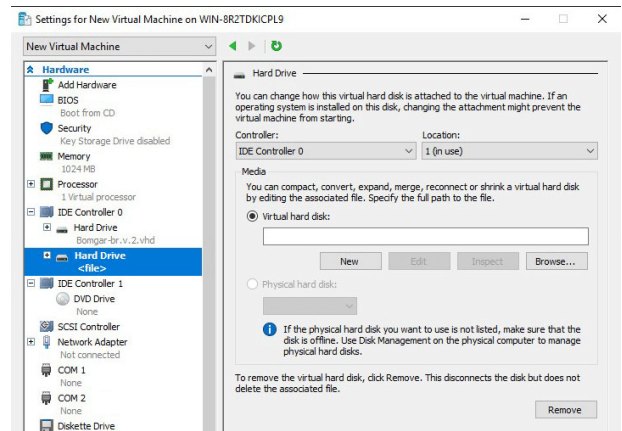 Settings for New Virtual Machine on WIN-8R2TDKICPL9
New Virtual Machine
Hardware
Add Hardware
BIOS
Boot from CD
Security
Key Storage Drive disabled
Memory
1024 MB
Processor
1 Virtual processor
IDE Controller 0
Hard Drive
Bomgar-br.v.2.vhd
Hard Drive
<file>
IDE Controller 1
DVD Drive
None
SCSI Controller
Network Adapter
Not connected
COM 1
None
COM 2
None
Diskette Drive
Hard Drive
You can change how this virtual hard disk is attached to the virtual machine. If an
operating system is installed on this disk, changing the attachment might prevent the
virtual machine from starting.
Controller: Location:
IDE Controller 0 1 (in use)
Media
You can compact, convert, expand, merge, reconnect or shrink a virtual hard disk
by editing the associated file. Specify the full path to the file.
Virtual hard disk:
New Edit Inspect Browse...
Physical hard disk:
If the physical hard disk you want to use is not listed, make sure that the
disk is offline. Use Disk Management on the physical computer to manage
physical hard disks.
To remove the virtual hard disk, click Remove. This disconnects the disk but does not
delete the associated file.
Remove